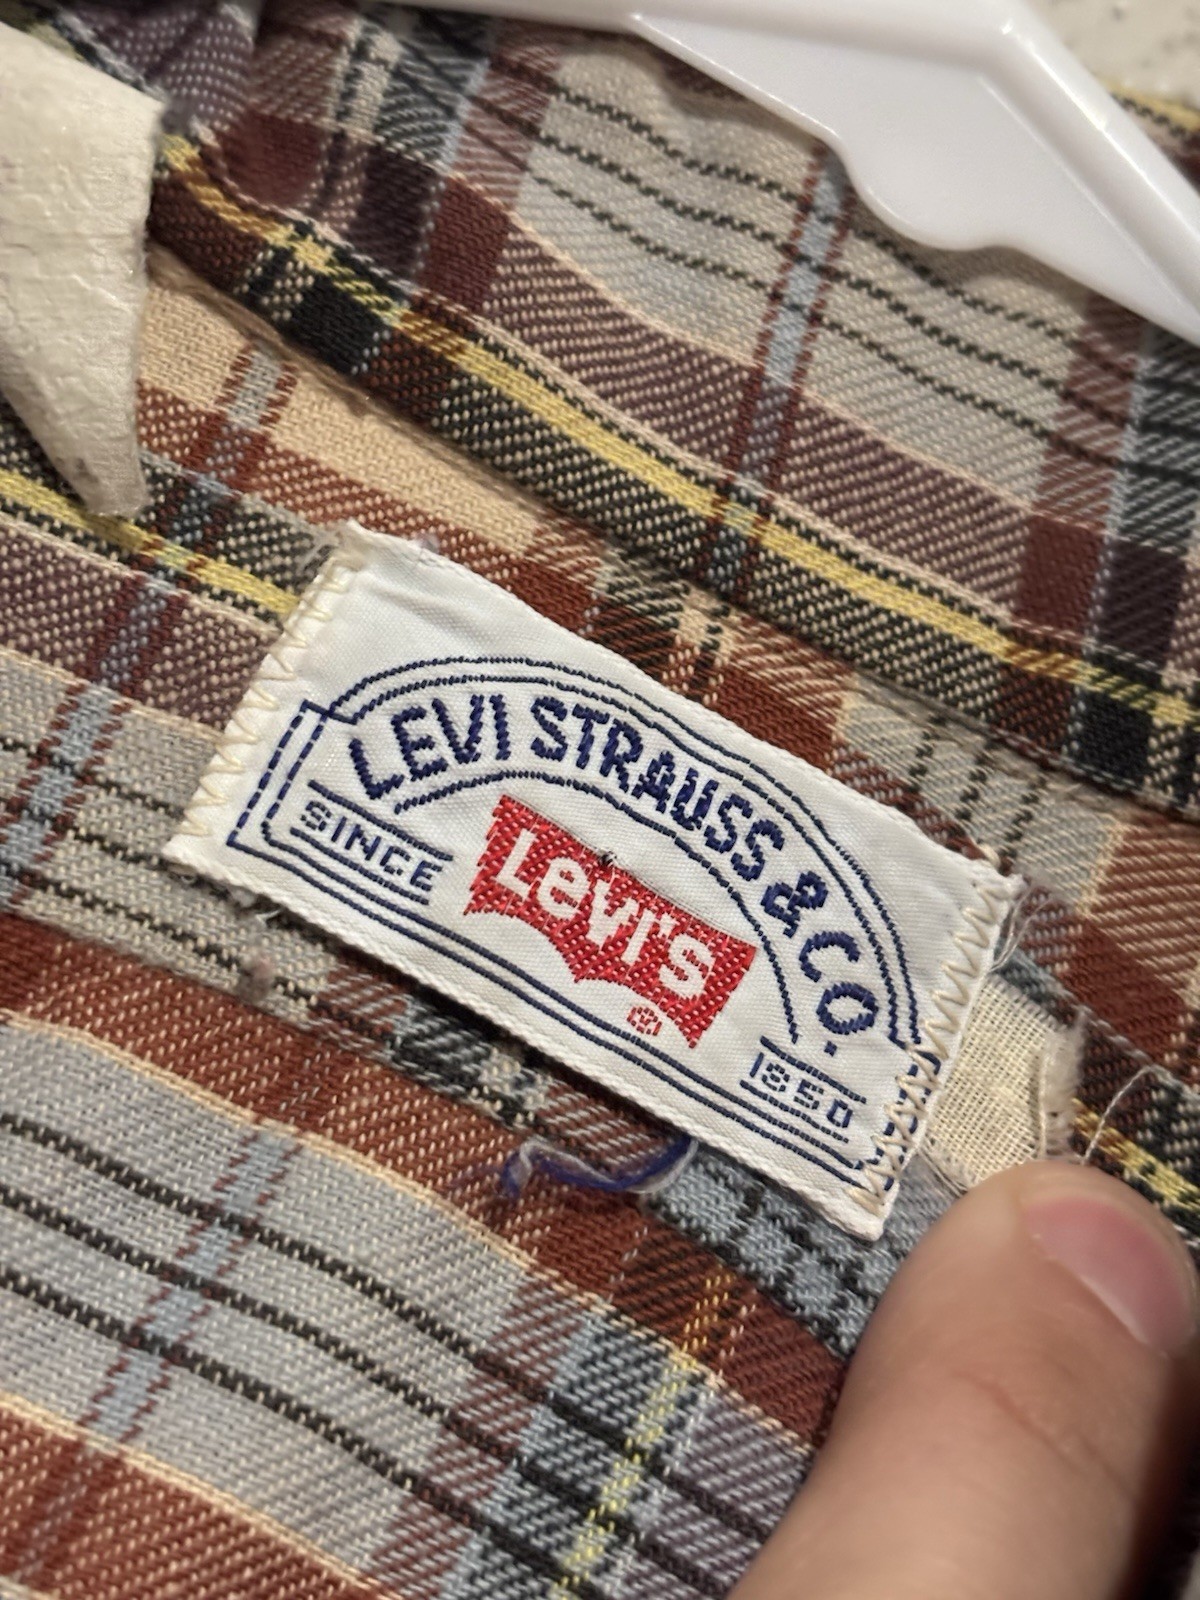 LEVI STRAUSS & CO.
SINCE
Levi's
®
1850